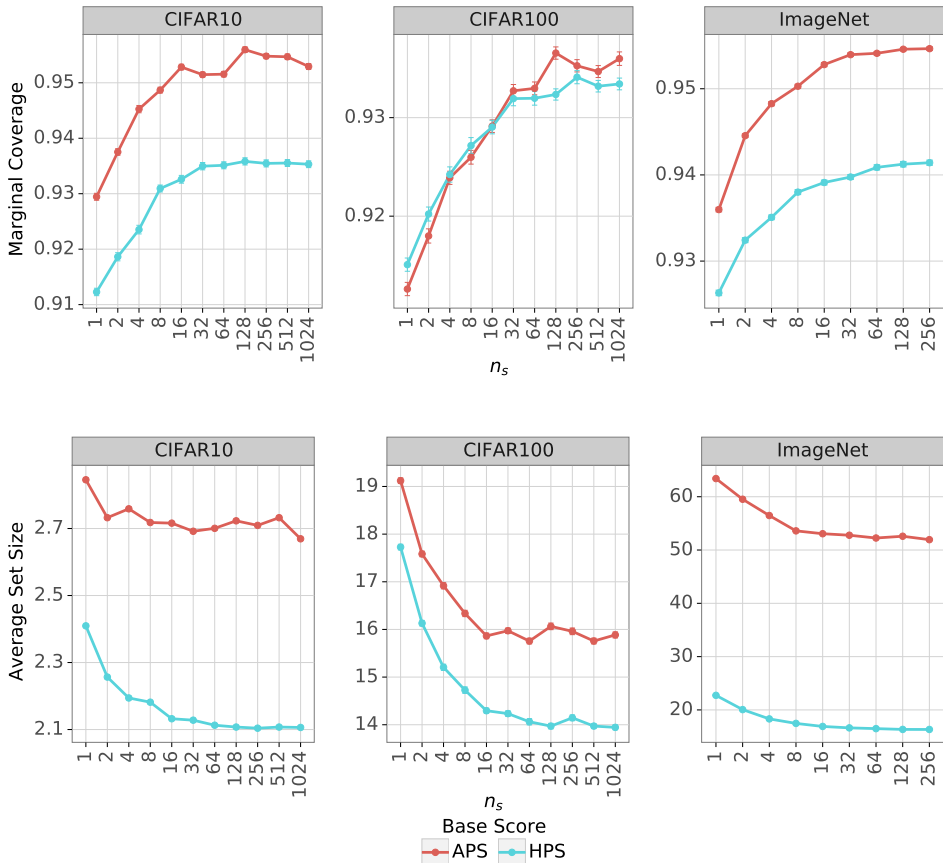 CIFAR10 CIFAR100 ImageNet
Marginal Coverage
0.95
0.94
0.93
0.92
0.91
1 2 4 8 16 32 64 128 256 512 1024
0.93
0.92
1 2 4 8 16 32 64 128 256 512 1024
0.95
0.94
0.93
1 2 4 8 16 32 64 128 256
n_s
CIFAR10 CIFAR100 ImageNet
Average Set Size
2.7
2.5
2.3
2.1
1 2 4 8 16 32 64 128 256 512 1024
19
18
17
16
15
14
1 2 4 8 16 32 64 128 256 512 1024
60
50
40
30
20
1 2 4 8 16 32 64 128 256
n_s
Base Score
APS HPS